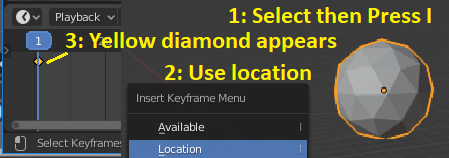 Playback
1: Select then Press I
1
3: Yellow diamond appears
2: Use location
Insert Keyframe Menu
Available
Location
Select Keyframes